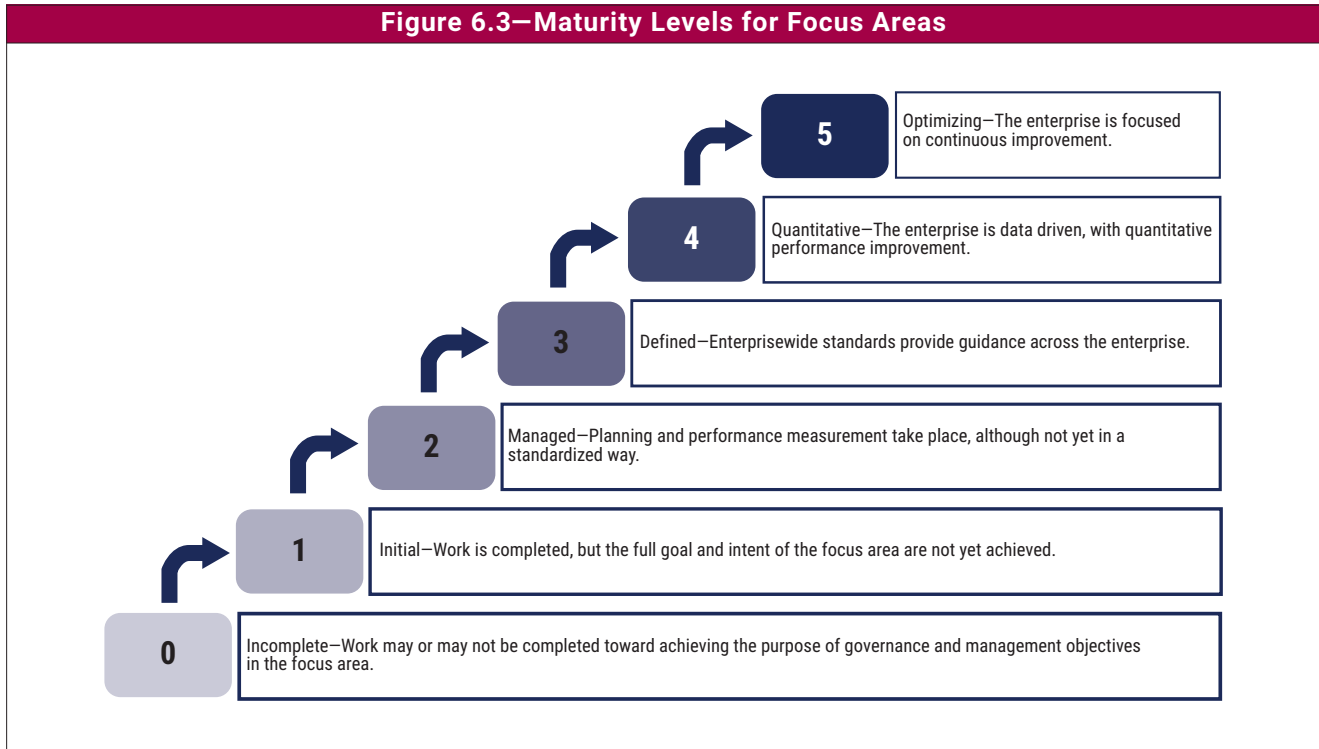 Figure 6.3—Maturity Levels for Focus Areas
5
Optimizing—The enterprise is focused
on continuous improvement.
4
Quantitative—The enterprise is data driven, with quantitative
performance improvement.
3
Defined—Enterprisewide standards provide guidance across the enterprise.
2
Managed—Planning and performance measurement take place, although not yet in a
standardized way.
1
Initial—Work is completed, but the full goal and intent of the focus area are not yet achieved.
0
Incomplete—Work may or may not be completed toward achieving the purpose of governance and management objectives
in the focus area.